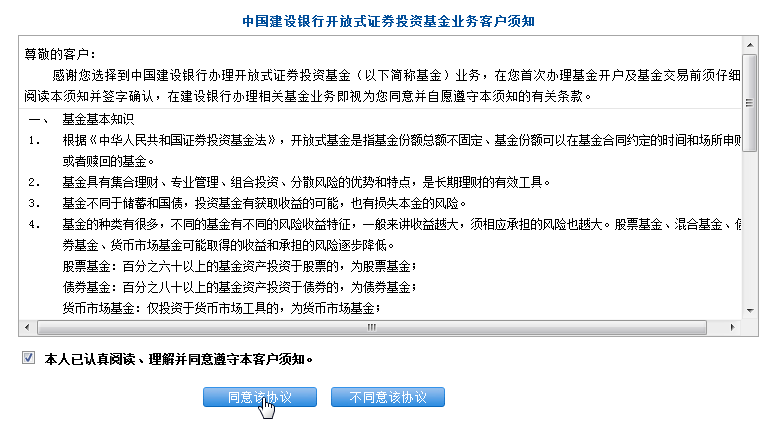 中国建设银行开放式证券投资基金业务客户须知
尊敬的客户：
感谢您选择到中国建设银行办理开放式证券投资基金（以下简称基金）业务，在您首次办理基金开户及基金交易前须仔细
阅读本须知并签字确认，在建设银行办理相关基金业务即视为您同意并自愿遵守本须知的有关条款。
一、 基金基本知识
1. 根据《中华人民共和国证券投资基金法》，开放式基金是指基金份额总额不固定、基金份额可以在基金合同约定的时间和场所申购
或者赎回的基金。
2. 基金具有集合理财、专业管理、组合投资、分散风险的优势和特点，是长期理财的有效工具。
3. 基金不同于储蓄和国债，投资基金有获取收益的可能，也有损失本金的风险。
4. 基金的种类有很多，不同的基金有不同的风险收益特征，一般来讲收益越大，须相应承担的风险也越大。股票基金、混合基金、债
券基金、货币市场基金可能取得的收益和承担的风险逐步降低。
股票基金：百分之六十以上的基金资产投资于股票的，为股票基金；
债券基金：百分之八十以上的基金资产投资于债券的，为债券基金；
货币市场基金：仅投资于货币市场工具的，为货币市场基金；
本人已认真阅读、理解并同意遵守本客户须知。
同意该协议 不同意该协议